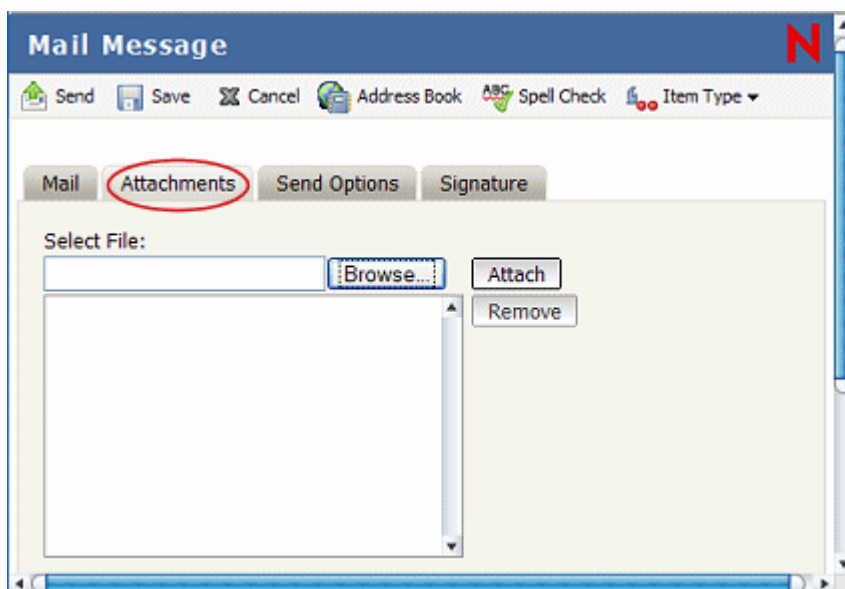 Mail Message N
Send Save Cancel Address Book ABC Spell Check Item Type
Mail Attachments Send Options Signature
Select File:
Browse... Attach
Remove